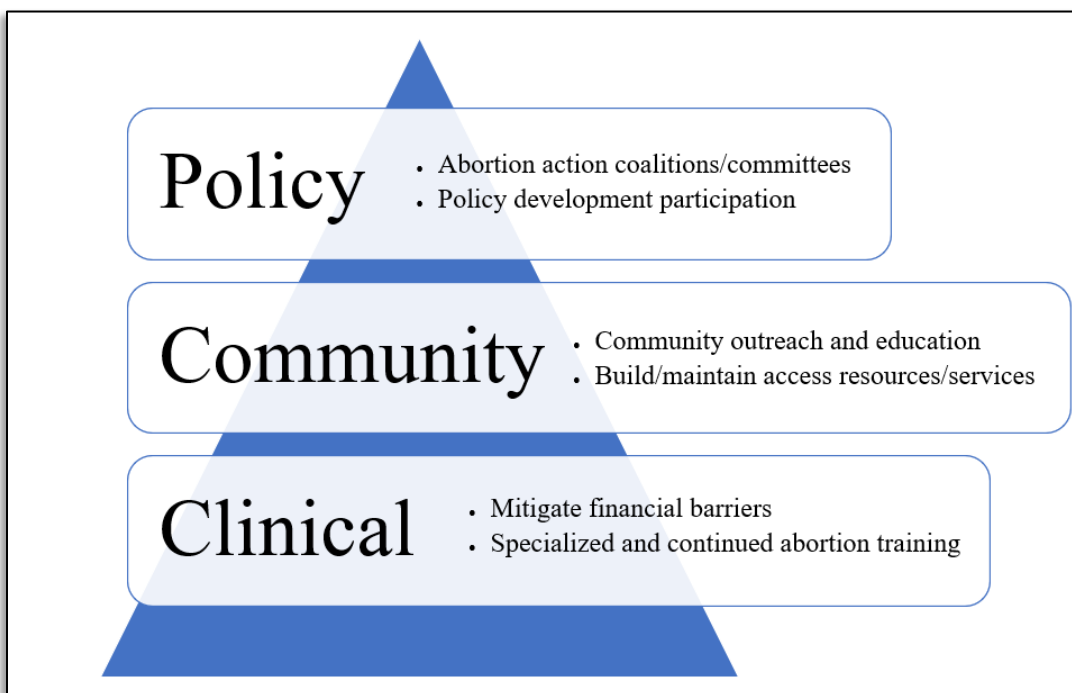 Policy
• Abortion action coalitions/committees
• Policy development participation
Community
• Community outreach and education
• Build/maintain access resources/services
Clinical
• Mitigate financial barriers
• Specialized and continued abortion training